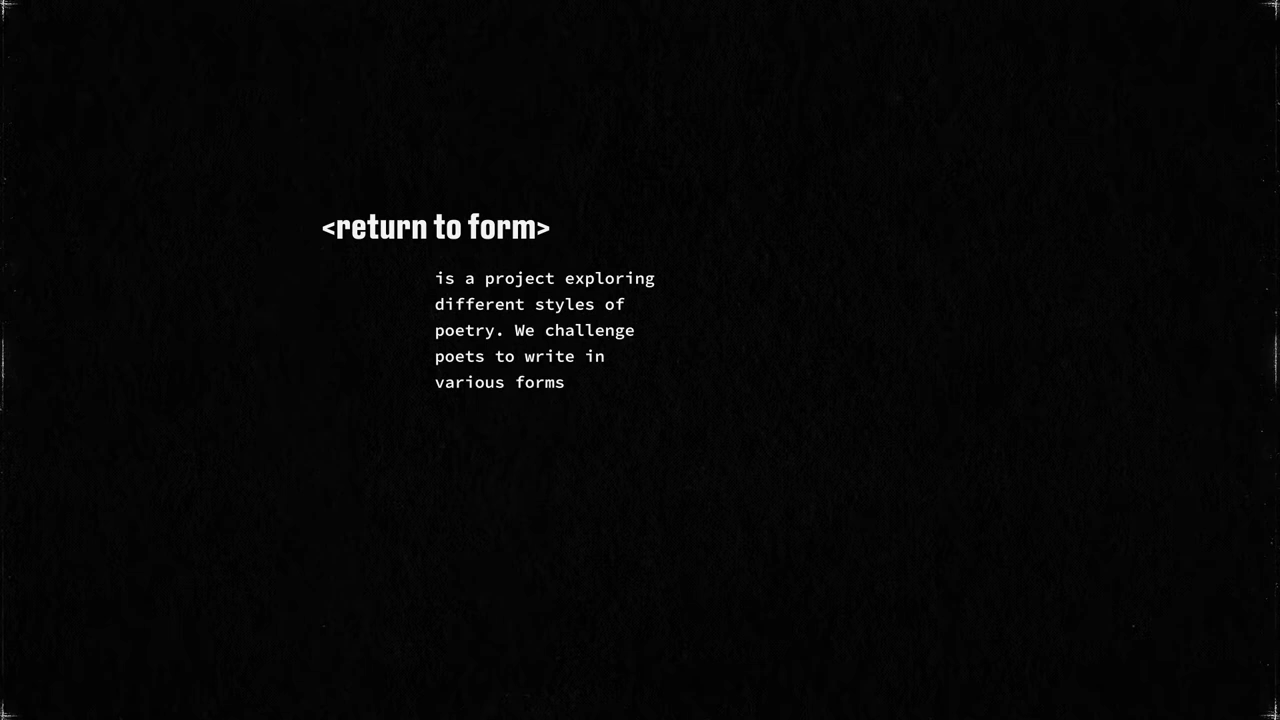 <return to form>
is a project exploring
different styles of
poetry. We challenge
poets to write in
various forms